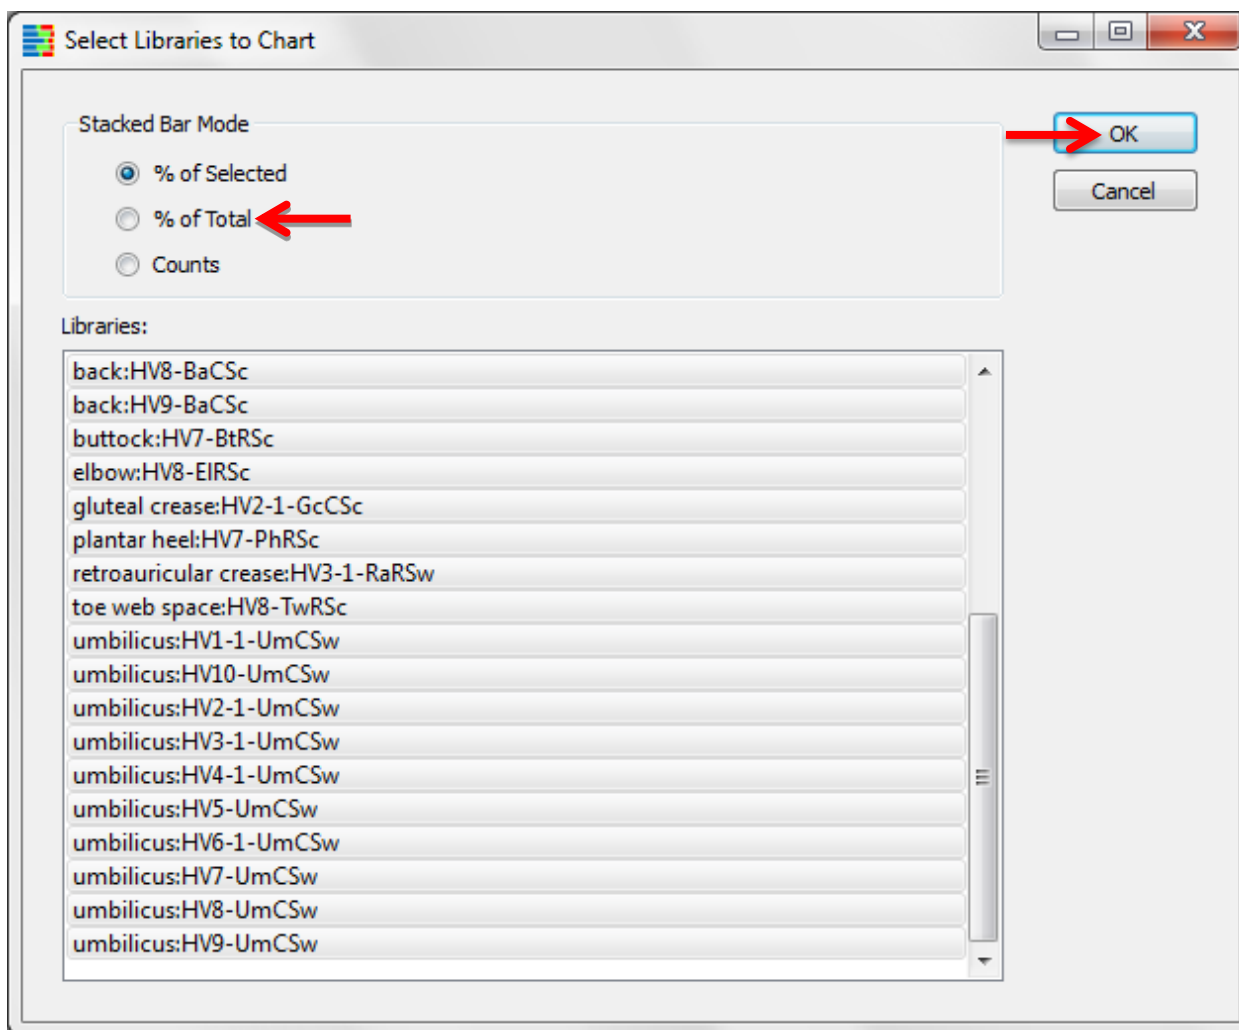 Select Libraries to Chart
Stacked Bar Mode
% of Selected
% of Total
Counts
OK
Cancel
Libraries:
back:HV8-BaCSc
back:HV9-BaCSc
buttock:HV7-BtRSc
elbow:HV8-ElRSc
gluteal crease:HV2-1-GcCSc
plantar heel:HV7-PhRSc
retroauricular crease:HV3-1-RaRSw
toe web space:HV8-TwRSc
umbilicus:HV1-1-UmCSw
umbilicus:HV10-UmCSw
umbilicus:HV2-1-UmCSw
umbilicus:HV3-1-UmCSw
umbilicus:HV4-1-UmCSw
umbilicus:HV5-UmCSw
umbilicus:HV6-1-UmCSw
umbilicus:HV7-UmCSw
umbilicus:HV8-UmCSw
umbilicus:HV9-UmCSw